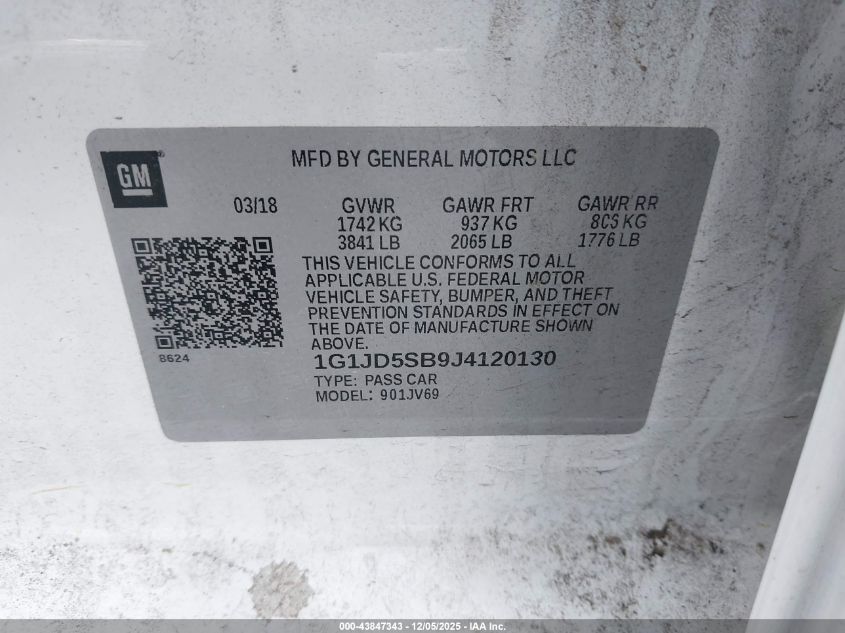 GM
MFD BY GENERAL MOTORS LLC
03/18 GVWR GAWR FRT GAWR RR
1742 KG 937 KG 806 KG
3841 LB 2065 LB 1776 LB
THIS VEHICLE CONFORMS TO ALL
APPLICABLE U.S. FEDERAL MOTOR
VEHICLE SAFETY, BUMPER, AND THEFT
PREVENTION STANDARDS IN EFFECT ON
THE DATE OF MANUFACTURE SHOWN
ABOVE.
8624
1G1JD5SB9J4120130
TYPE: PASS CAR
MODEL: 901JV69
000-43847343 - 12/05/2025 - IAA Inc.